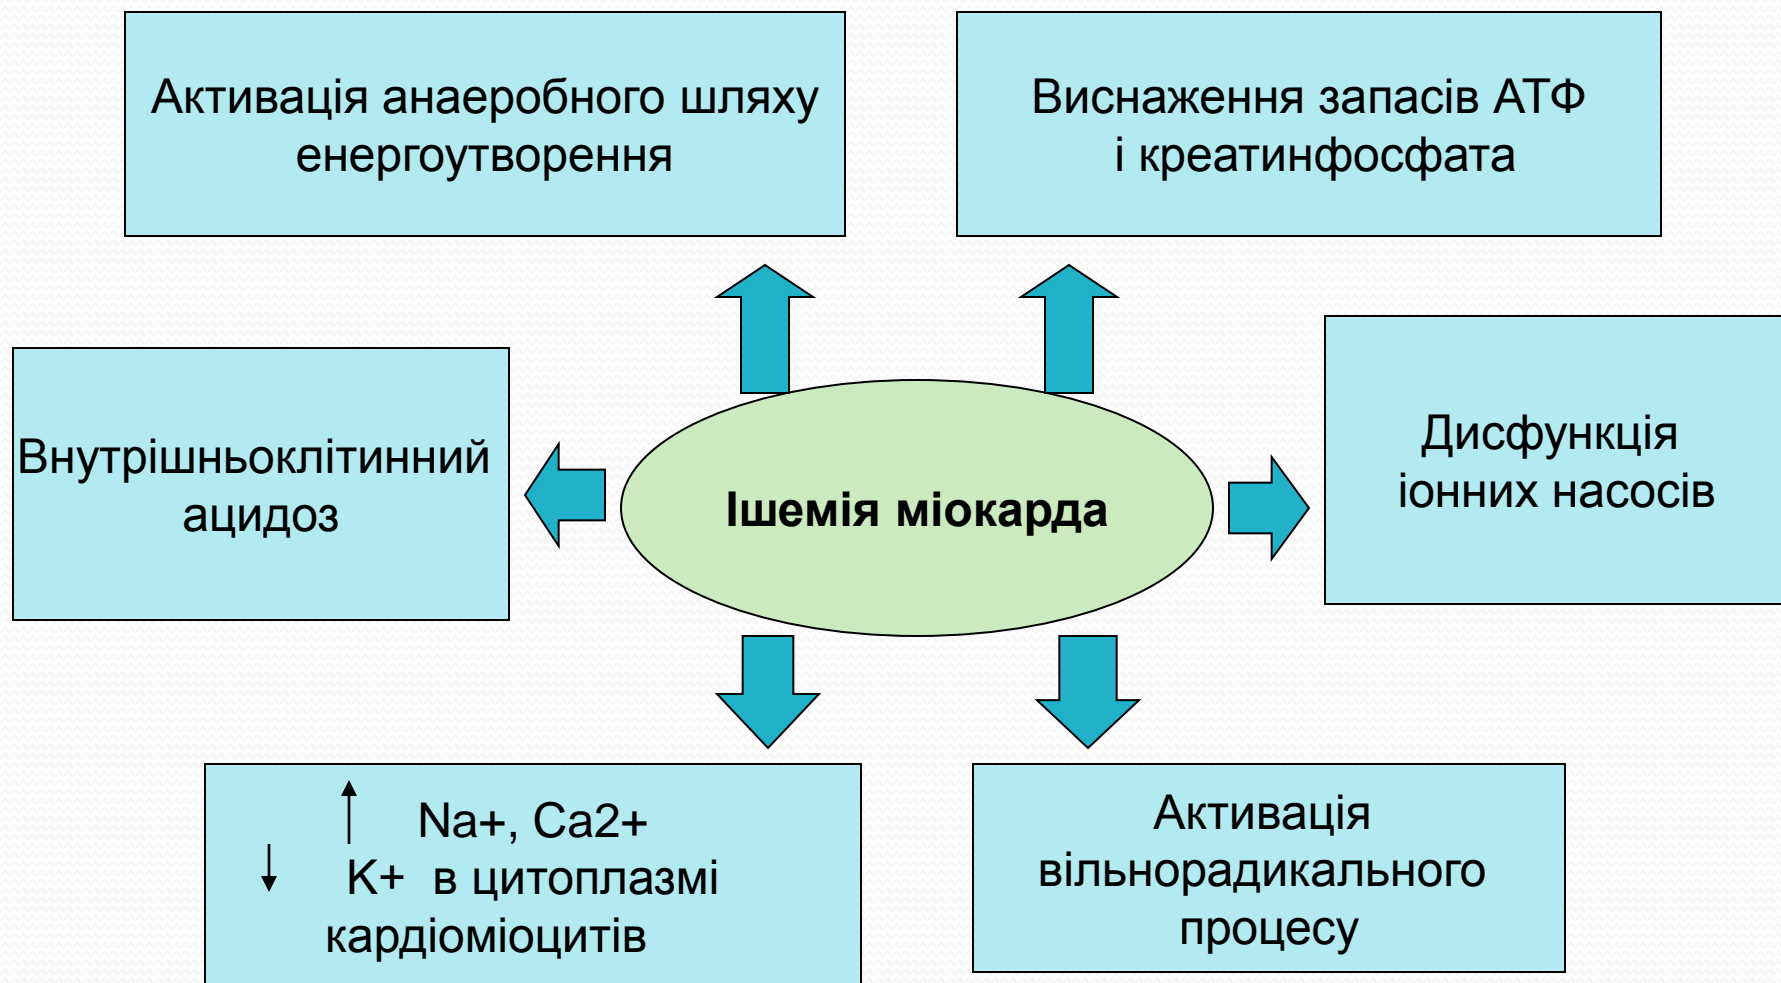 Активація анаеробного шляху
енергоутворення
Виснаження запасів АТФ
і креатинфосфата
Внутрішньоклітинний
ацидоз
Ішемія міокарда
Дисфункція
іонних насосів
↑ Na+, Ca2+
↓ K+ в цитоплазмі
кардіоміоцитів
Активація
вільнорадикального
процесу